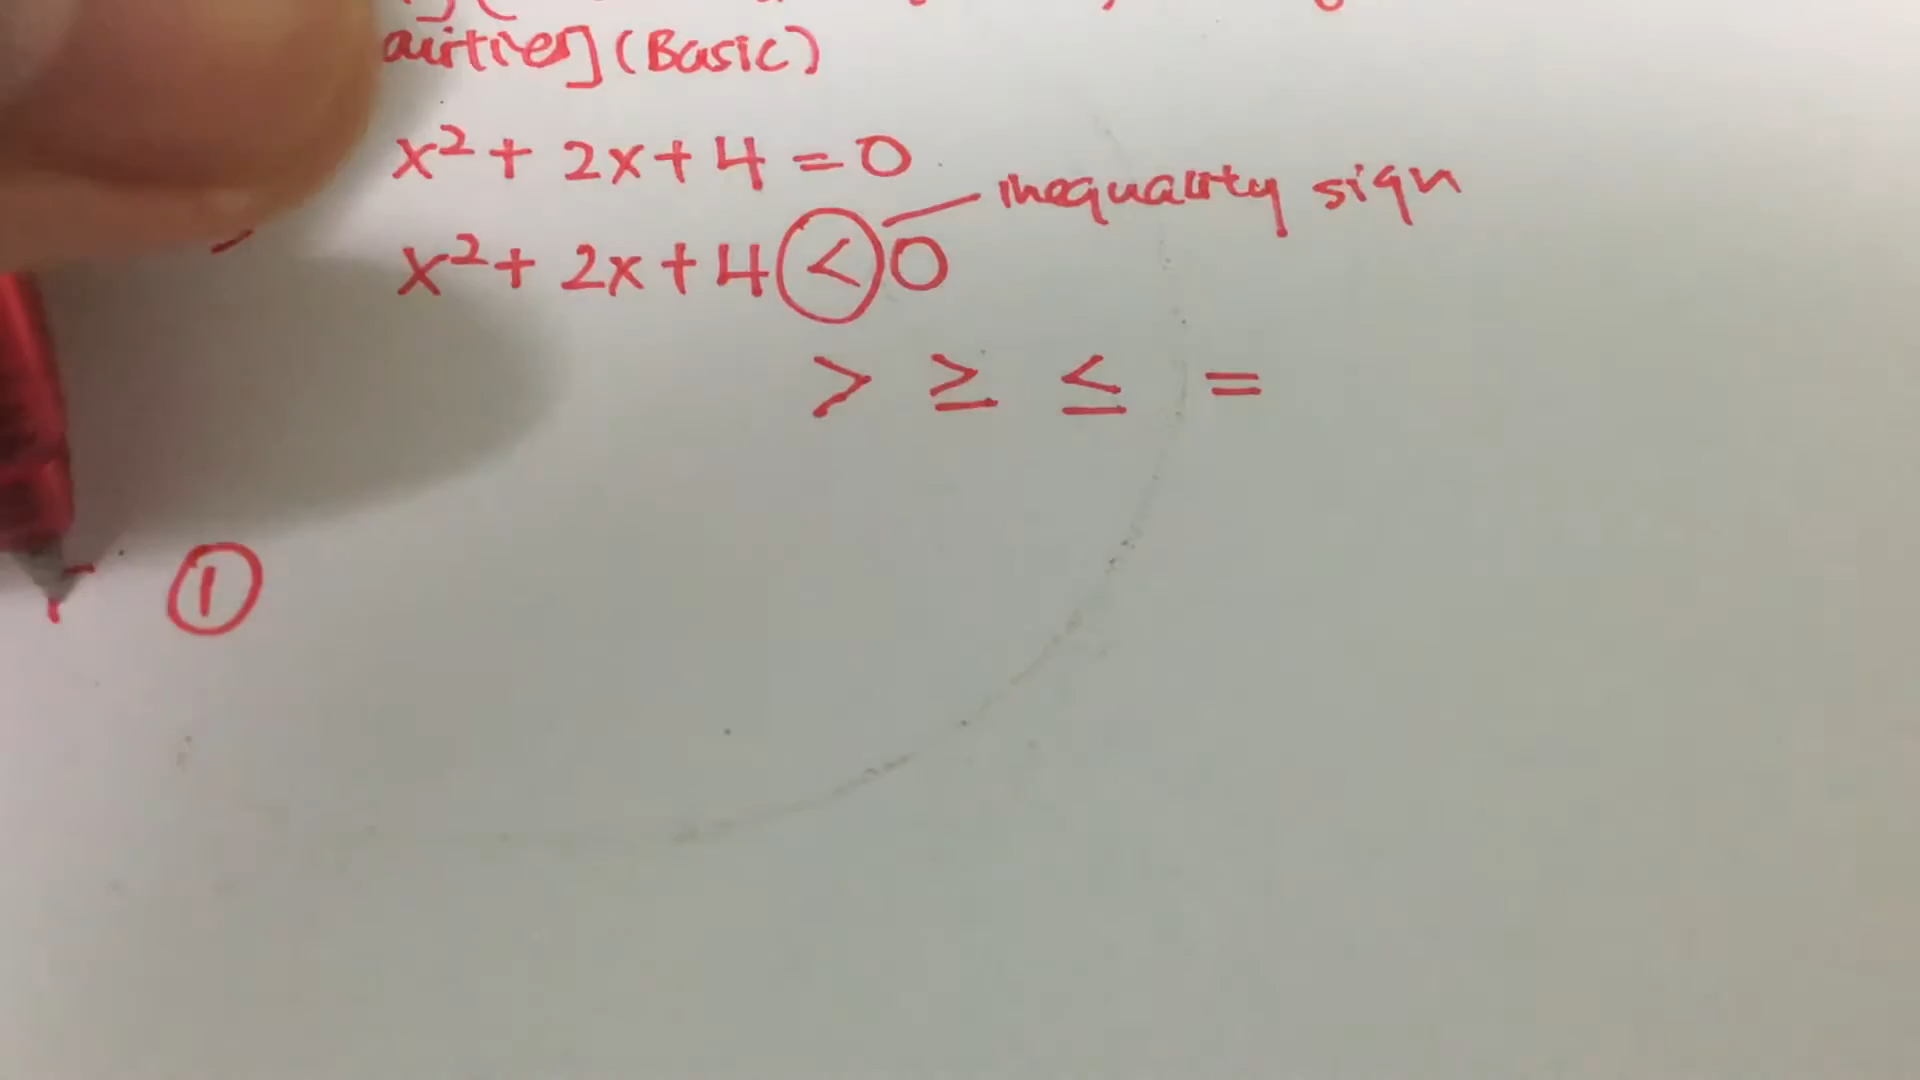 (Basic)
x² + 2x + 4 = 0
inequality sign
x² + 2x + 4 < 0
> ≥ ≤ =
①